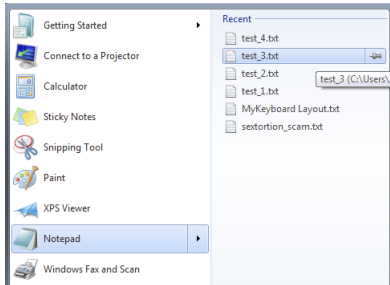 Getting Started
Connect to a Projector
Calculator
Sticky Notes
Snipping Tool
Paint
XPS Viewer
Notepad
Windows Fax and Scan
Recent
test_4.txt
test_3.txt
test_2.txt
test_3 (C:\Users\
test_1.txt
MyKeyboard Layout.txt
sextortion_scam.txt